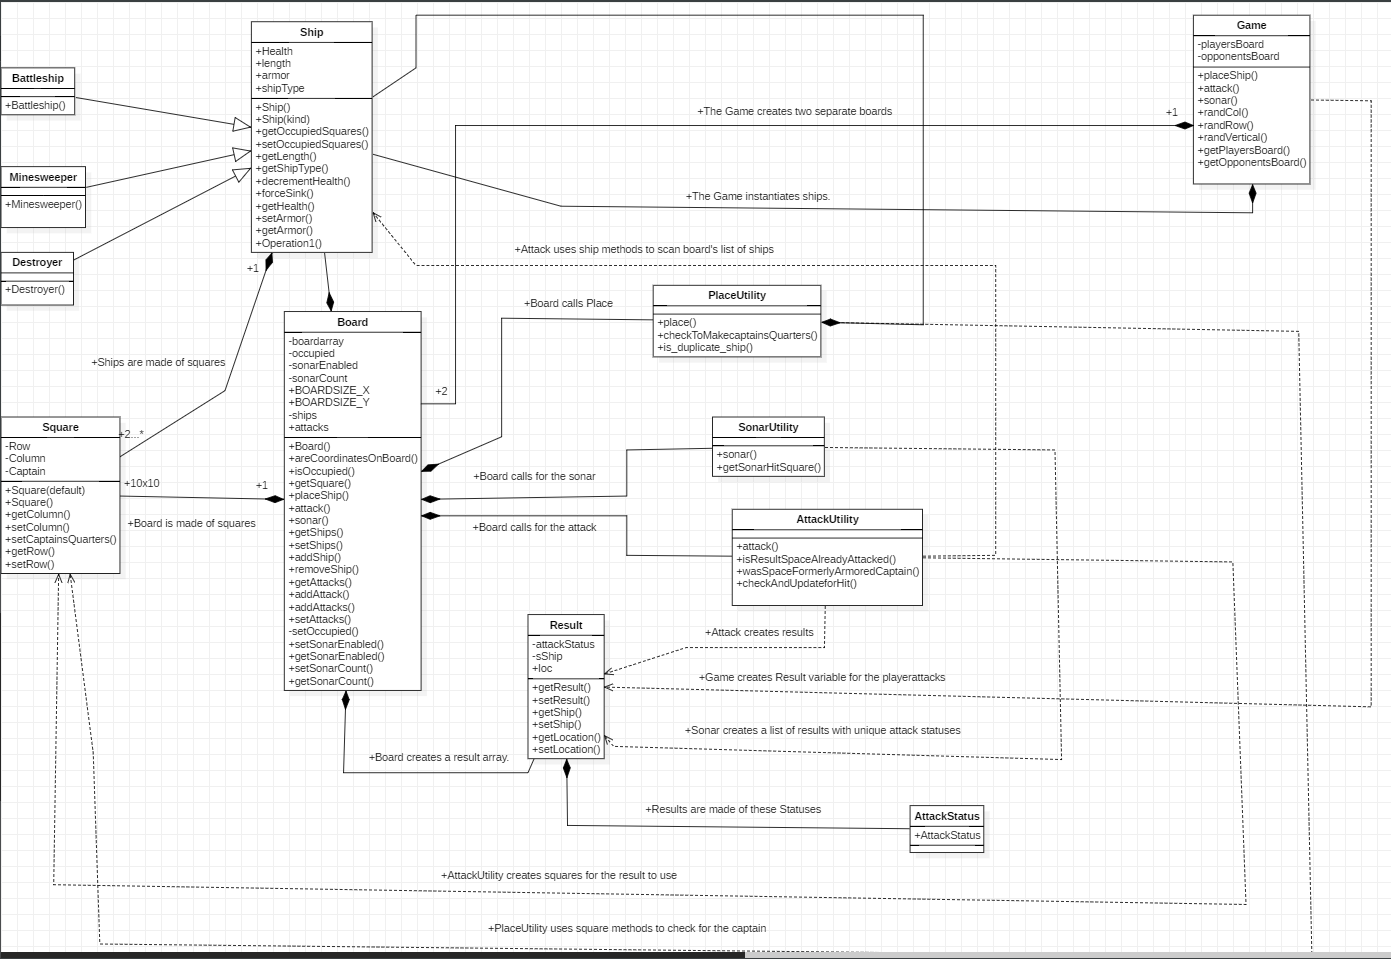 Ship
+Health
+length
+armor
+shipType
+Ship()
+Ship(kind)
+getOccupiedSquares()
+setOccupiedSquares()
+getLength()
+getShipType()
+decrementHealth()
+forceSink()
+getHealth()
+setArmor()
+getArmor()
+Operation1()
Game
-playersBoard
-opponentsBoard
+placeShip()
+attack()
+sonar()
+randCol()
+randRow()
+randVertical()
+getPlayersBoard()
+getOpponentsBoard()
Battleship
+Battleship()
Minesweeper
+Minesweeper()
Destroyer
+Destroyer()
+The Game creates two separate boards
+1
+The Game instantiates ships.
+Attack uses ship methods to scan board's list of ships
+1
+Board calls Place
PlaceUtility
+place()
+checkToMakecaptainsQuarters()
+is_duplicate_ship()
Board
-boardarray
-occupied
-sonarEnabled
-sonarCount
+BOARDSIZE_X
+BOARDSIZE_Y
-ships
+attacks
+Board()
+areCoordinatesOnBoard()
+isOccupied()
+getSquare()
+placeShip()
+attack()
+sonar()
+getShips()
+setShips()
+addShip()
+removeShip()
+getAttacks()
+addAttack()
+addAttacks()
+setAttacks()
-setOccupied()
+setSonarEnabled()
+getSonarEnabled()
+setSonarCount()
+getSonarCount()
+Ships are made of squares
+2
Square
-Row
-Column
-Captain
+Square(default)
+Square()
+getColumn()
+setColumn()
+setCaptainsQuarters()
+getRow()
+setRow()
+2...*
+10x10
+1
+Board is made of squares
SonarUtility
+sonar()
+getSonarHitSquare()
+Board calls for the sonar
+Board calls for the attack
AttackUtility
+attack()
+isResultSpaceAlreadyAttacked()
+wasSpaceFormerlyArmoredCaptain()
+checkAndUpdateforHit()
Result
-attackStatus
-sShip
+loc
+getResult()
+setResult()
+getShip()
+setShip()
+getLocation()
+setLocation()
+Attack creates results
+Game creates Result variable for the playerattacks
+Sonar creates a list of results with unique attack statuses
+Board creates a result array.
+Results are made of these Statuses
AttackStatus
+AttackStatus
+AttackUtility creates squares for the result to use
+PlaceUtility uses square methods to check for the captain